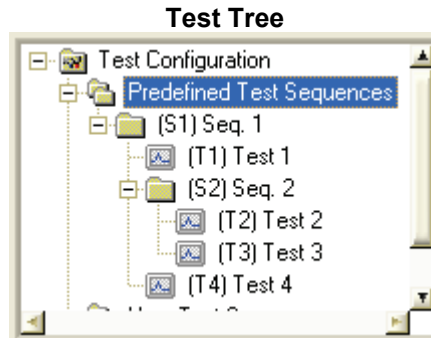 Test Tree
Test Configuration
Predefined Test Sequences
(S1) Seq. 1
(T1) Test 1
(S2) Seq. 2
(T2) Test 2
(T3) Test 3
(T4) Test 4